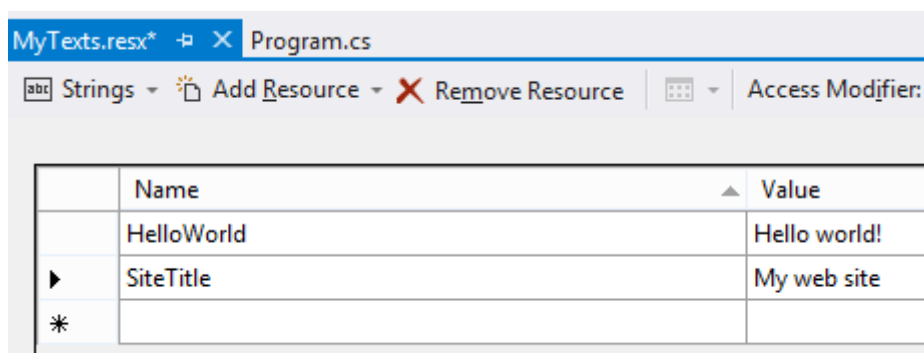 MyTexts.resx* Program.cs
Strings Add Resource Remove Resource Access Modifier:
Name Value
HelloWorld Hello world!
SiteTitle My web site